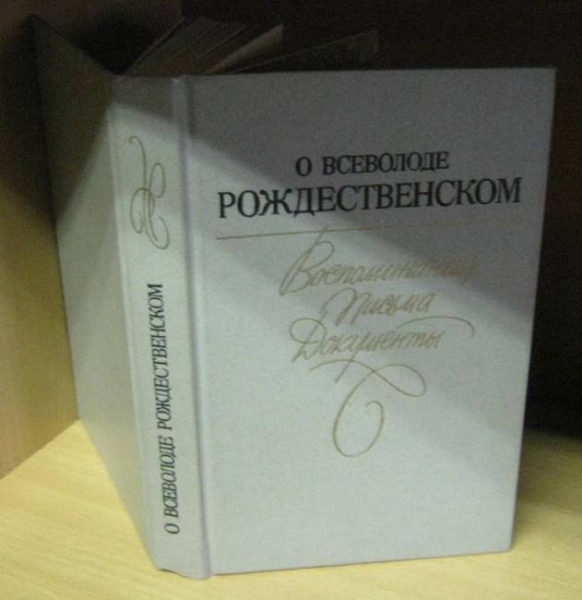 О ВСЕВОЛОДЕ
РОЖДЕСТВЕНСКОМ
Воспоминания
Письма
Документы
О ВСЕВОЛОДЕ РОЖДЕСТВЕНСКОМ